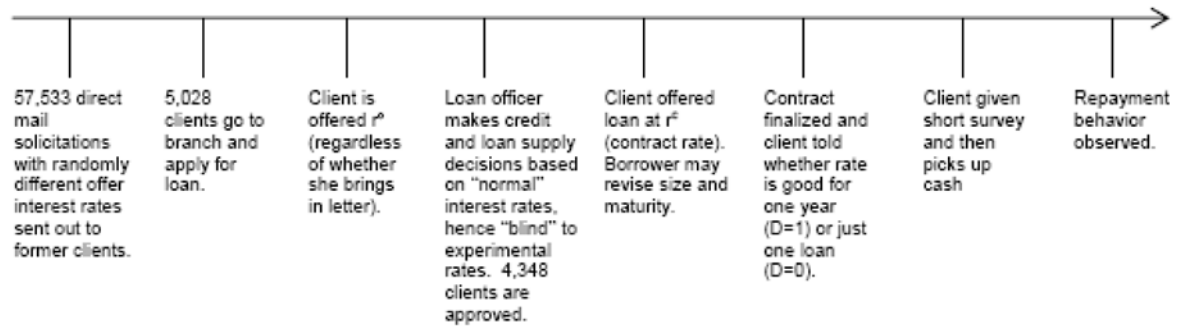 57,533 direct
mail
solicitations
with randomly
different offer
interest rates
sent out to
former clients.
5,028
clients go to
branch and
apply for
loan.
Client is
offered rº
(regardless
of whether
she brings
in letter).
Loan officer
makes credit
and loan supply
decisions based
on “normal”
interest rates,
hence “blind” to
experimental
rates. 4,348
clients are
approved.
Client offered
loan at rᶜ
(contract rate).
Borrower may
revise size and
maturity.
Contract
finalized and
client told
whether rate
is good for
one year
(D=1) or just
one loan
(D=0).
Client given
short survey
and then
picks up
cash
Repayment
behavior
observed.